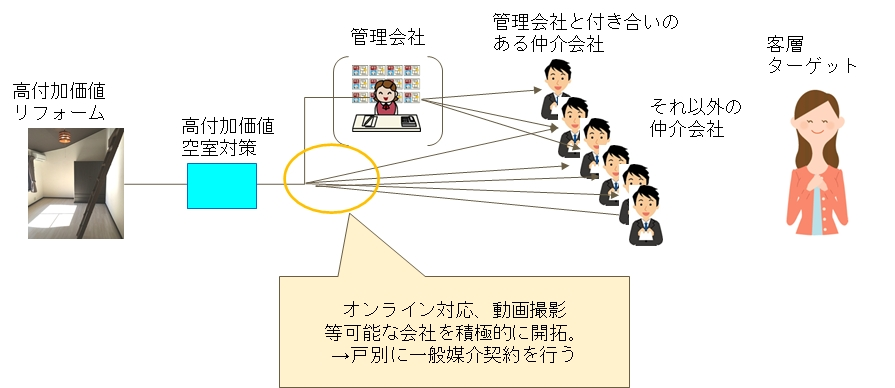 高付加価値
リフォーム
高付加価値
空室対策
管理会社
管理会社と付き合いの
ある仲介会社
それ以外の
仲介会社
客層
ターゲット
オンライン対応、動画撮影
等可能な会社を積極的に開拓。
→戸別に一般媒介契約を行う